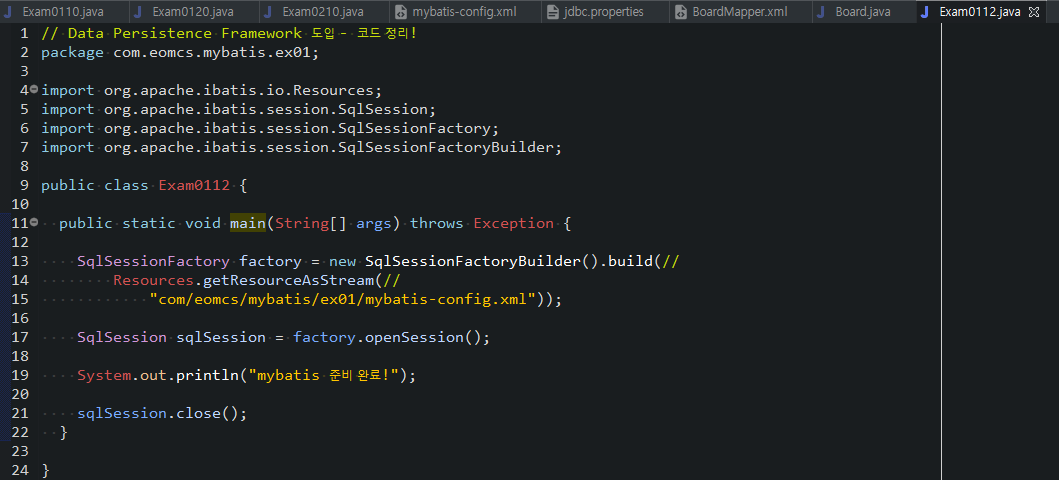 Exam0110.java Exam0120.java Exam0210.java mybatis-config.xml jdbc.properties BoardMapper.xml Board.java Exam0112.java
1 // Data Persistence Framework 도입 - 코드 정리!
2 package com.eomcs.mybatis.ex01;
3
4 import org.apache.ibatis.io.Resources;
5 import org.apache.ibatis.session.SqlSession;
6 import org.apache.ibatis.session.SqlSessionFactory;
7 import org.apache.ibatis.session.SqlSessionFactoryBuilder;
8
9 public class Exam0112 {
10
11 public static void main(String[] args) throws Exception {
12
13 SqlSessionFactory factory = new SqlSessionFactoryBuilder().build(//
14 Resources.getResourceAsStream(//
15 "com/eomcs/mybatis/ex01/mybatis-config.xml"));
16
17 SqlSession sqlSession = factory.openSession();
18
19 System.out.println("mybatis 준비 완료!");
20
21 sqlSession.close();
22 }
23
24 }